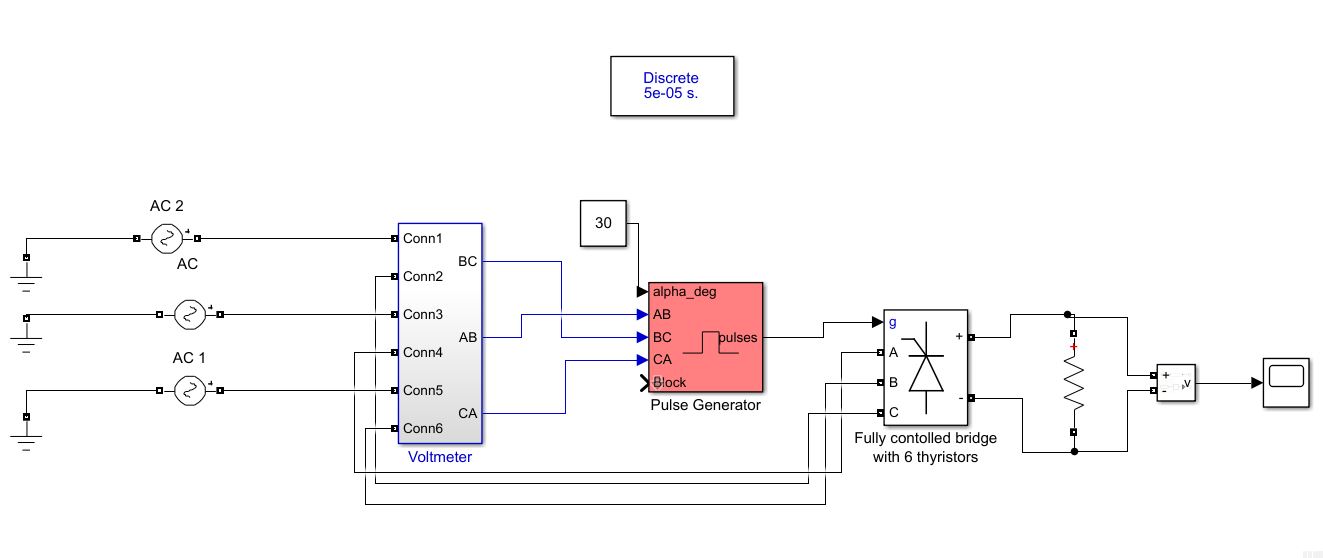 Discrete
5e-05 s.
AC 2
AC
AC 1
Conn1
Conn2
Conn3
Conn4
Conn5
Conn6
BC
AB
CA
Voltmeter
30
alpha_deg
AB
BC
CA
Block
pulses
Pulse Generator
g
A
B
C
+
-
Fully contolled bridge
with 6 thyristors
+
+
-
v